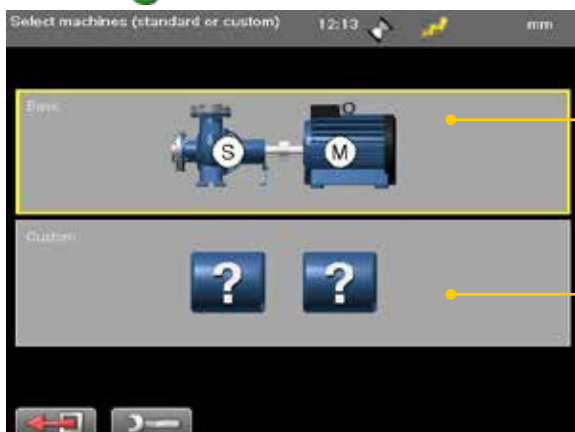 Select machines (standard or custom) 12:13 mm
Basic
S M
Custom
? ?